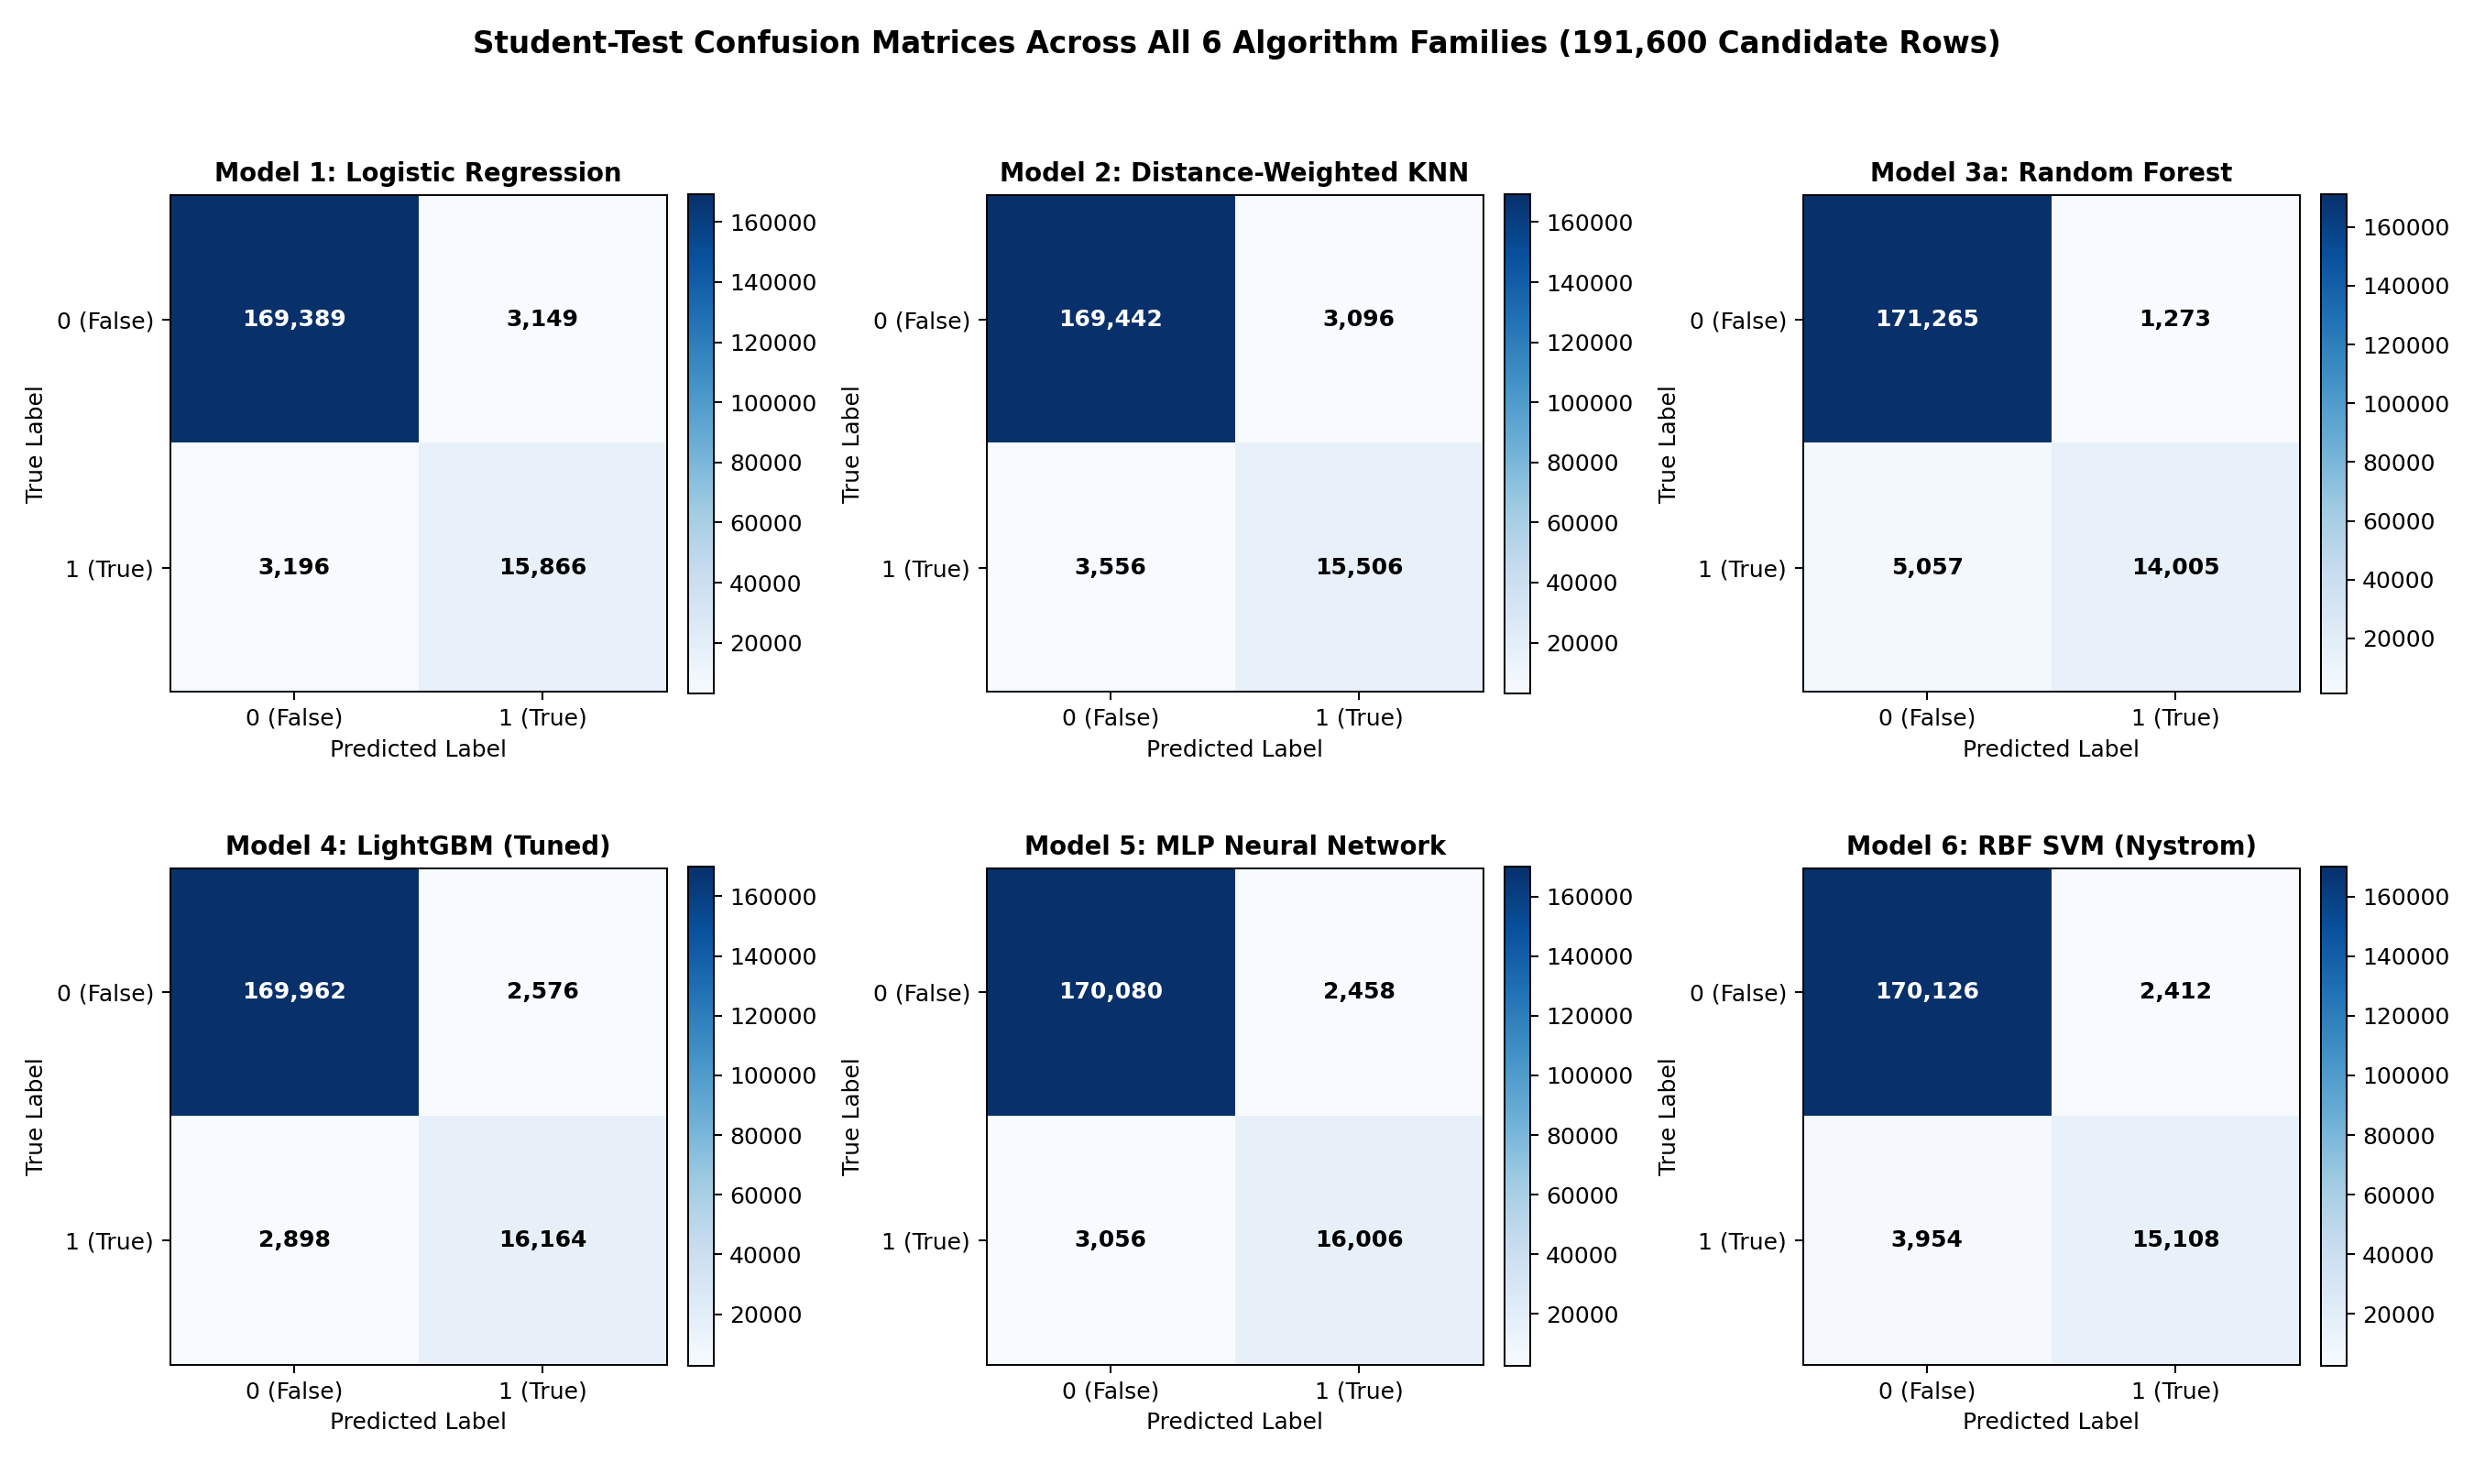 Student-Test Confusion Matrices Across All 6 Algorithm Families (191,600 Candidate Rows)
Model 1: Logistic Regression
True Label
0 (False)
1 (True)
169,389
3,149
3,196
15,866
0 (False)
1 (True)
Predicted Label
160000
140000
120000
100000
80000
60000
40000
20000
Model 2: Distance-Weighted KNN
True Label
0 (False)
1 (True)
169,442
3,096
3,556
15,506
0 (False)
1 (True)
Predicted Label
160000
140000
120000
100000
80000
60000
40000
20000
Model 3a: Random Forest
True Label
0 (False)
1 (True)
171,265
1,273
5,057
14,005
0 (False)
1 (True)
Predicted Label
160000
140000
120000
100000
80000
60000
40000
20000
Model 4: LightGBM (Tuned)
True Label
0 (False)
1 (True)
169,962
2,576
2,898
16,164
0 (False)
1 (True)
Predicted Label
160000
140000
120000
100000
80000
60000
40000
20000
Model 5: MLP Neural Network
True Label
0 (False)
1 (True)
170,080
2,458
3,056
16,006
0 (False)
1 (True)
Predicted Label
160000
140000
120000
100000
80000
60000
40000
20000
Model 6: RBF SVM (Nystrom)
True Label
0 (False)
1 (True)
170,126
2,412
3,954
15,108
0 (False)
1 (True)
Predicted Label
160000
140000
120000
100000
80000
60000
40000
20000